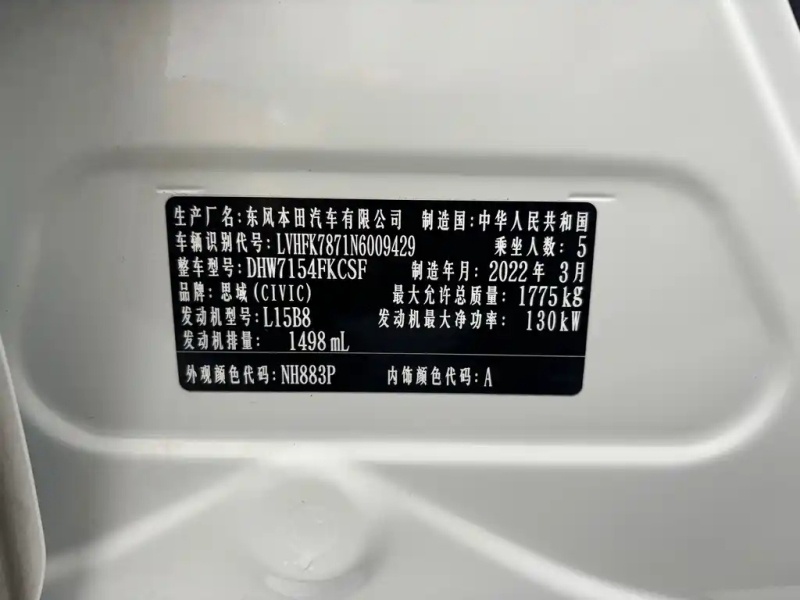 生产厂名:东风本田汽车有限公司 制造国:中华人民共和国
车辆识别代号:LVHFK7871N6009429 乘坐人数:5
整车型号:DHW7154FKCSF 制造年月:2022年3月
品牌:思域(CIVIC) 最大允许总质量:1775kg
发动机型号:L15B8 发动机最大净功率:130kW
发动机排量:1498mL
外观颜色代码:NH883P 内饰颜色代码:A